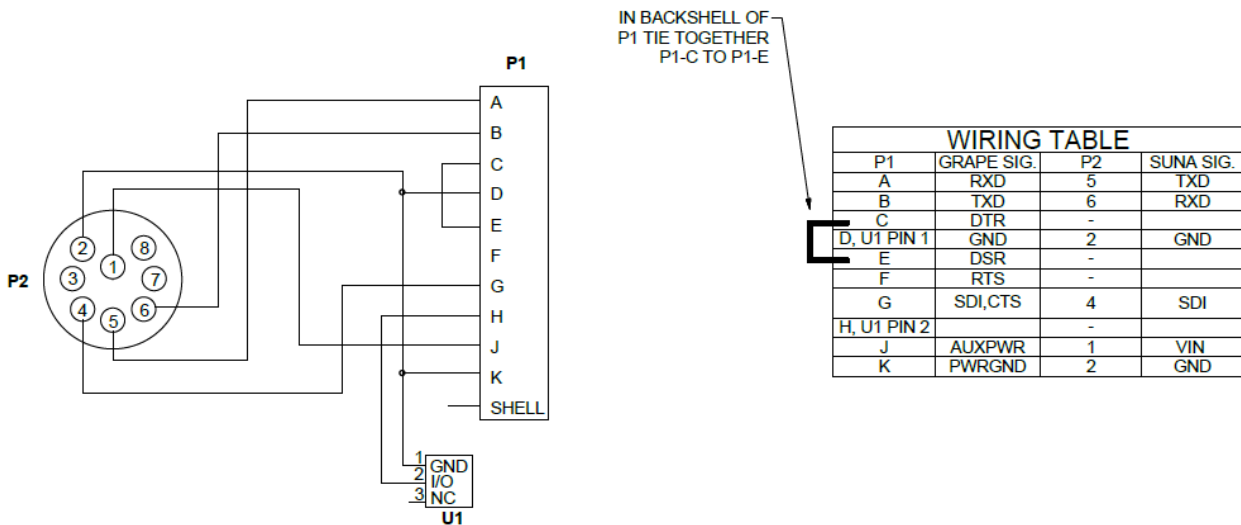 IN BACKSHELL OF
P1 TIE TOGETHER
P1-C TO P1-E
P1
A
B
C
D
E
F
G
H
J
K
SHELL
P2
2
1
8
3
7
4
5
6
1 GND
2 I/O
3 NC
U1
WIRING TABLE
P1 GRAPE SIG. P2 SUNA SIG.
A RXD 5 TXD
B TXD 6 RXD
C DTR -
D, U1 PIN 1 GND 2 GND
E DSR -
F RTS -
G SDI,CTS 4 SDI
H, U1 PIN 2 -
J AUXPWR 1 VIN
K PWRGND 2 GND